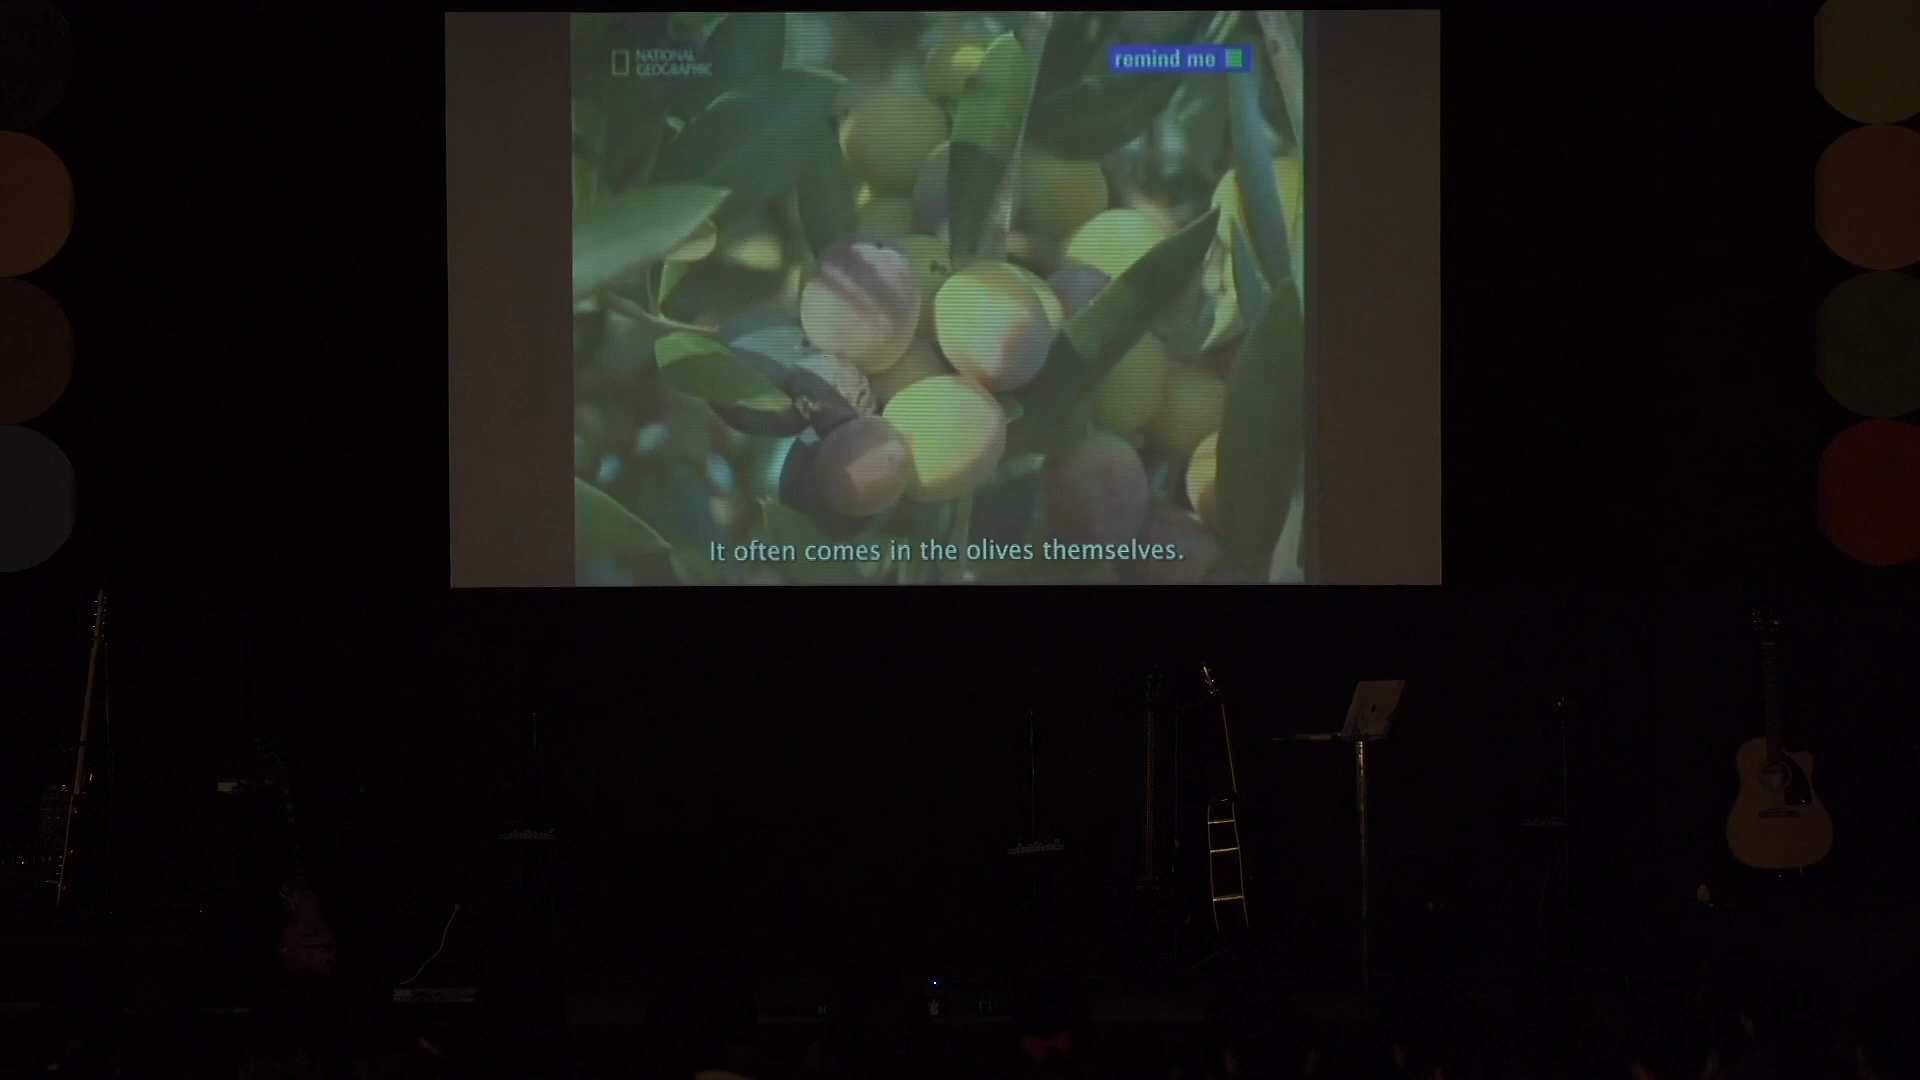 NATIONAL
GEOGRAPHIC
remind me
It often comes in the olives themselves.